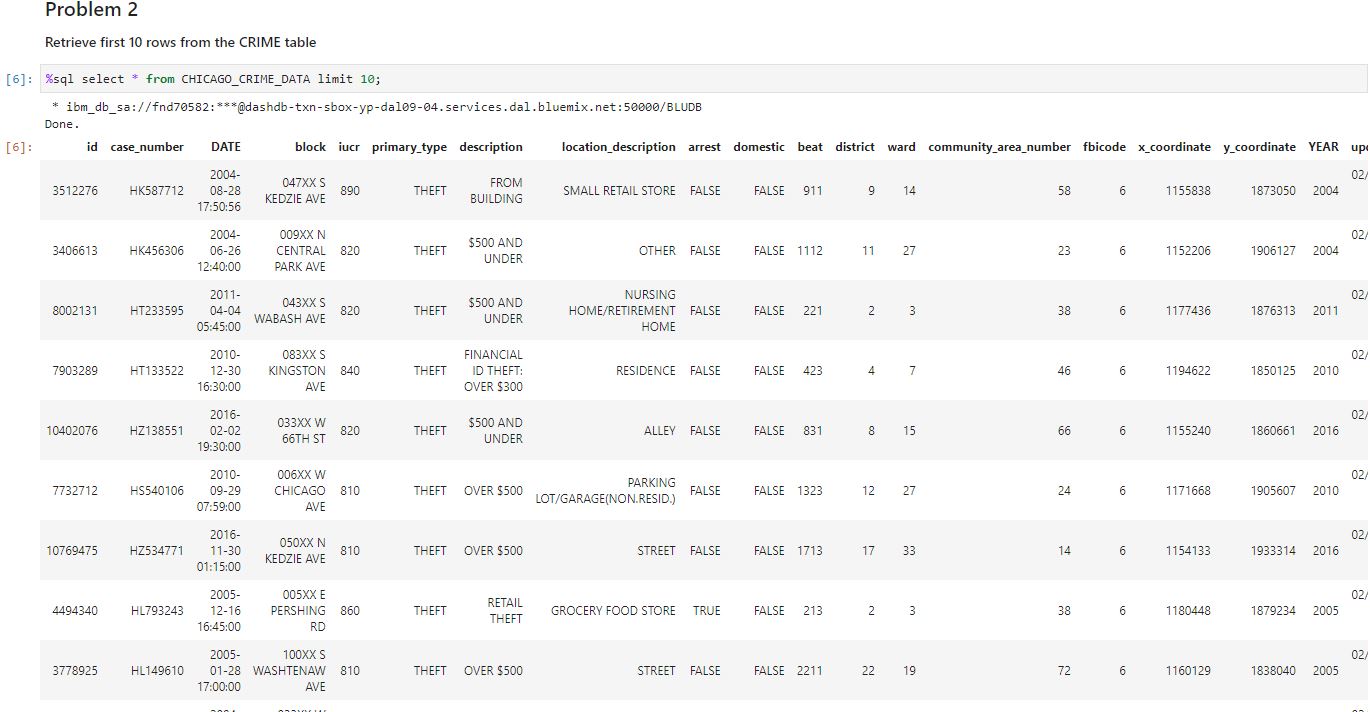 Problem 2
Retrieve first 10 rows from the CRIME table
[6]: %sql select * from CHICAGO_CRIME_DATA limit 10;
* ibm_db_sa://fnd70582:***@dashdb-txn-sbox-yp-dal09-04.services.dal.bluemix.net:50000/BLUDB
Done.
[6]: id case_number DATE block iucr primary_type description location_description arrest domestic beat district ward community_area_number fbicode x_coordinate y_coordinate YEAR upd
2004-
047XX S
FROM
02/
3512276 HK587712 08-28 KEDZIE AVE 890 THEFT BUILDING SMALL RETAIL STORE FALSE FALSE 911 9 14 58 6 1155838 1873050 2004
17:50:56
2004- 009XX N 02/
3406613 HK456306 06-26 CENTRAL 820 THEFT $500 AND UNDER OTHER FALSE FALSE 1112 11 27 23 6 1152206 1906127 2004
12:40:00 PARK AVE
2011- NURSING 02/
8002131 HT233595 04-04 043XX S WABASH AVE 820 THEFT $500 AND UNDER HOME/RETIREMENT FALSE FALSE 221 2 3 38 6 1177436 1876313 2011
05:45:00 HOME
2010- 083XX S FINANCIAL 02/
7903289 HT133522 12-30 KINGSTON 840 THEFT ID THEFT: RESIDENCE FALSE FALSE 423 4 7 46 6 1194622 1850125 2010
16:30:00 AVE OVER $300
2016- 02/
10402076 HZ138551 02-02 033XX W 66TH ST 820 THEFT $500 AND UNDER ALLEY FALSE FALSE 831 8 15 66 6 1155240 1860661 2016
19:30:00
2010- 006XX W 02/
7732712 HS540106 09-29 CHICAGO 810 THEFT OVER $500 PARKING LOT/GARAGE(NON.RESID.) FALSE FALSE 1323 12 27 24 6 1171668 1905607 2010
07:59:00 AVE
2016- 02/
10769475 HZ534771 11-30 050XX N KEDZIE AVE 810 THEFT OVER $500 STREET FALSE FALSE 1713 17 33 14 6 1154133 1933314 2016
01:15:00
2005- 005XX E 02/
4494340 HL793243 12-16 PERSHING 860 THEFT RETAIL THEFT GROCERY FOOD STORE TRUE FALSE 213 2 3 38 6 1180448 1879234 2005
16:45:00 RD
2005- 100XX S 02/
3778925 HL149610 01-28 WASHTENAW 810 THEFT OVER $500 STREET FALSE FALSE 2211 22 19 72 6 1160129 1838040 2005
17:00:00 AVE